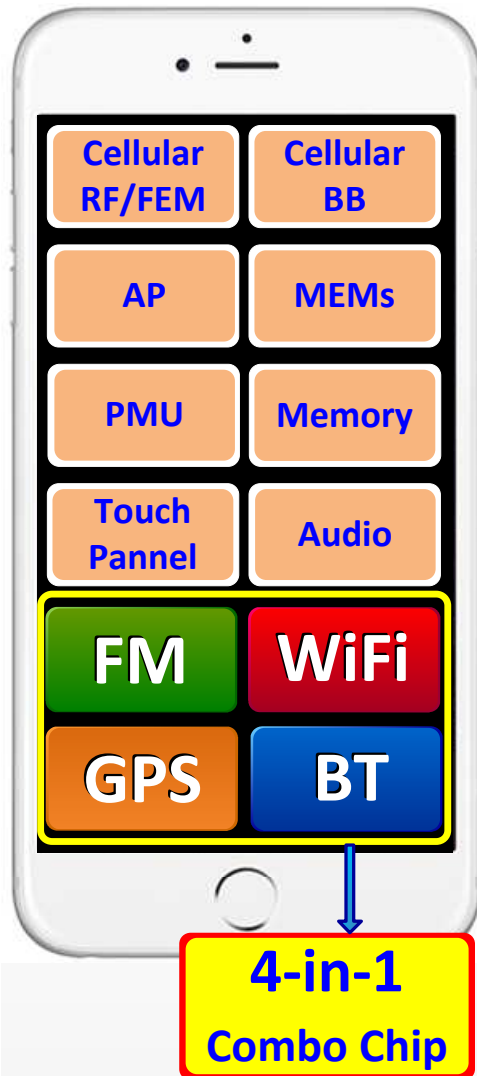 Cellular
RF/FEM
Cellular
BB
AP
MEMs
PMU
Memory
Touch
Pannel
Audio
FM
WiFi
GPS
BT
4-in-1
Combo Chip